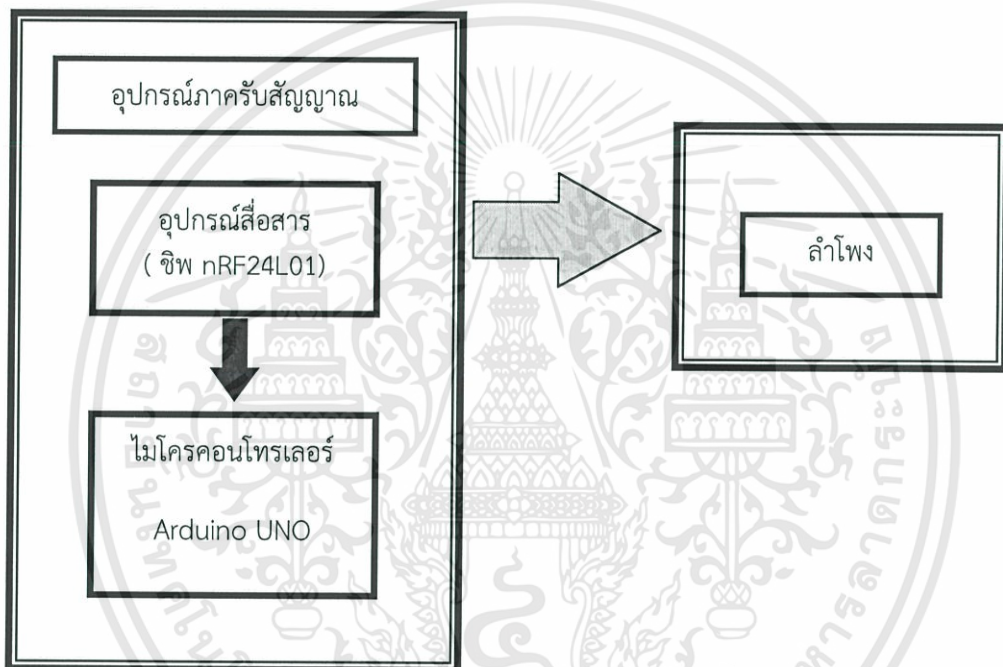 อุปกรณ์ภาครับสัญญาณ
อุปกรณ์สื่อสาร
( ชิพ nRF24L01)
ไมโครคอนโทรเลอร์
Arduino UNO
ลำโพง